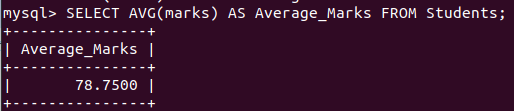 mysql> SELECT AVG(marks) AS Average_Marks FROM Students;
+---------------+
| Average_Marks |
+---------------+
|       78.7500 |
+---------------+